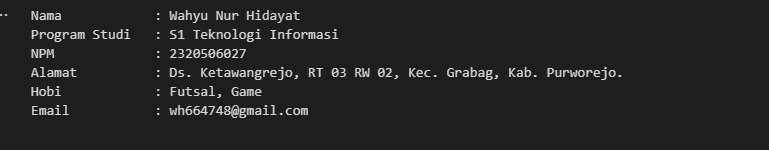 Nama : Wahyu Nur Hidayat
Program Studi : S1 Teknologi Informasi
NPM : 2320506027
Alamat : Ds. Ketawangrejo, RT 03 RW 02, Kec. Grabag, Kab. Purworejo.
Hobi : Futsal, Game
Email : wh664748@gmail.com